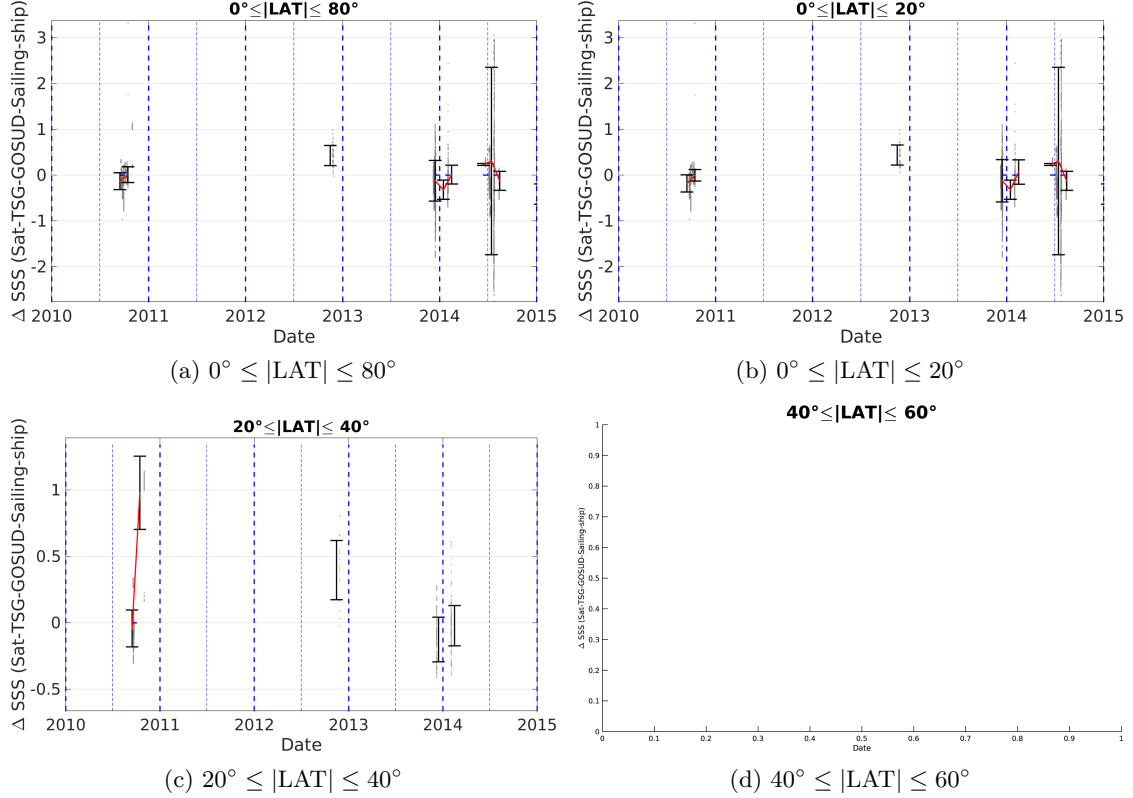 0°≤|LAT|≤ 80°
Δ SSS (Sat-TSG-GOSUD-Sailing-ship)
3
2
1
0
-1
-2
2010 2011 2012 2013 2014 2015
Date
(a) 0° ≤ |LAT| ≤ 80°
0°≤|LAT|≤ 20°
Δ SSS (Sat-TSG-GOSUD-Sailing-ship)
3
2
1
0
-1
-2
2010 2011 2012 2013 2014 2015
Date
(b) 0° ≤ |LAT| ≤ 20°
20°≤|LAT|≤ 40°
Δ SSS (Sat-TSG-GOSUD-Sailing-ship)
1
0.5
0
-0.5
2010 2011 2012 2013 2014 2015
Date
(c) 20° ≤ |LAT| ≤ 40°
40°≤|LAT|≤ 60°
Δ SSS (Sat-TSG-GOSUD-Sailing-ship)
1
0.9
0.8
0.7
0.6
0.5
0.4
0.3
0.2
0.1
0
0 0.1 0.2 0.3 0.4 0.5 0.6 0.7 0.8 0.9 1
Date
(d) 40° ≤ |LAT| ≤ 60°